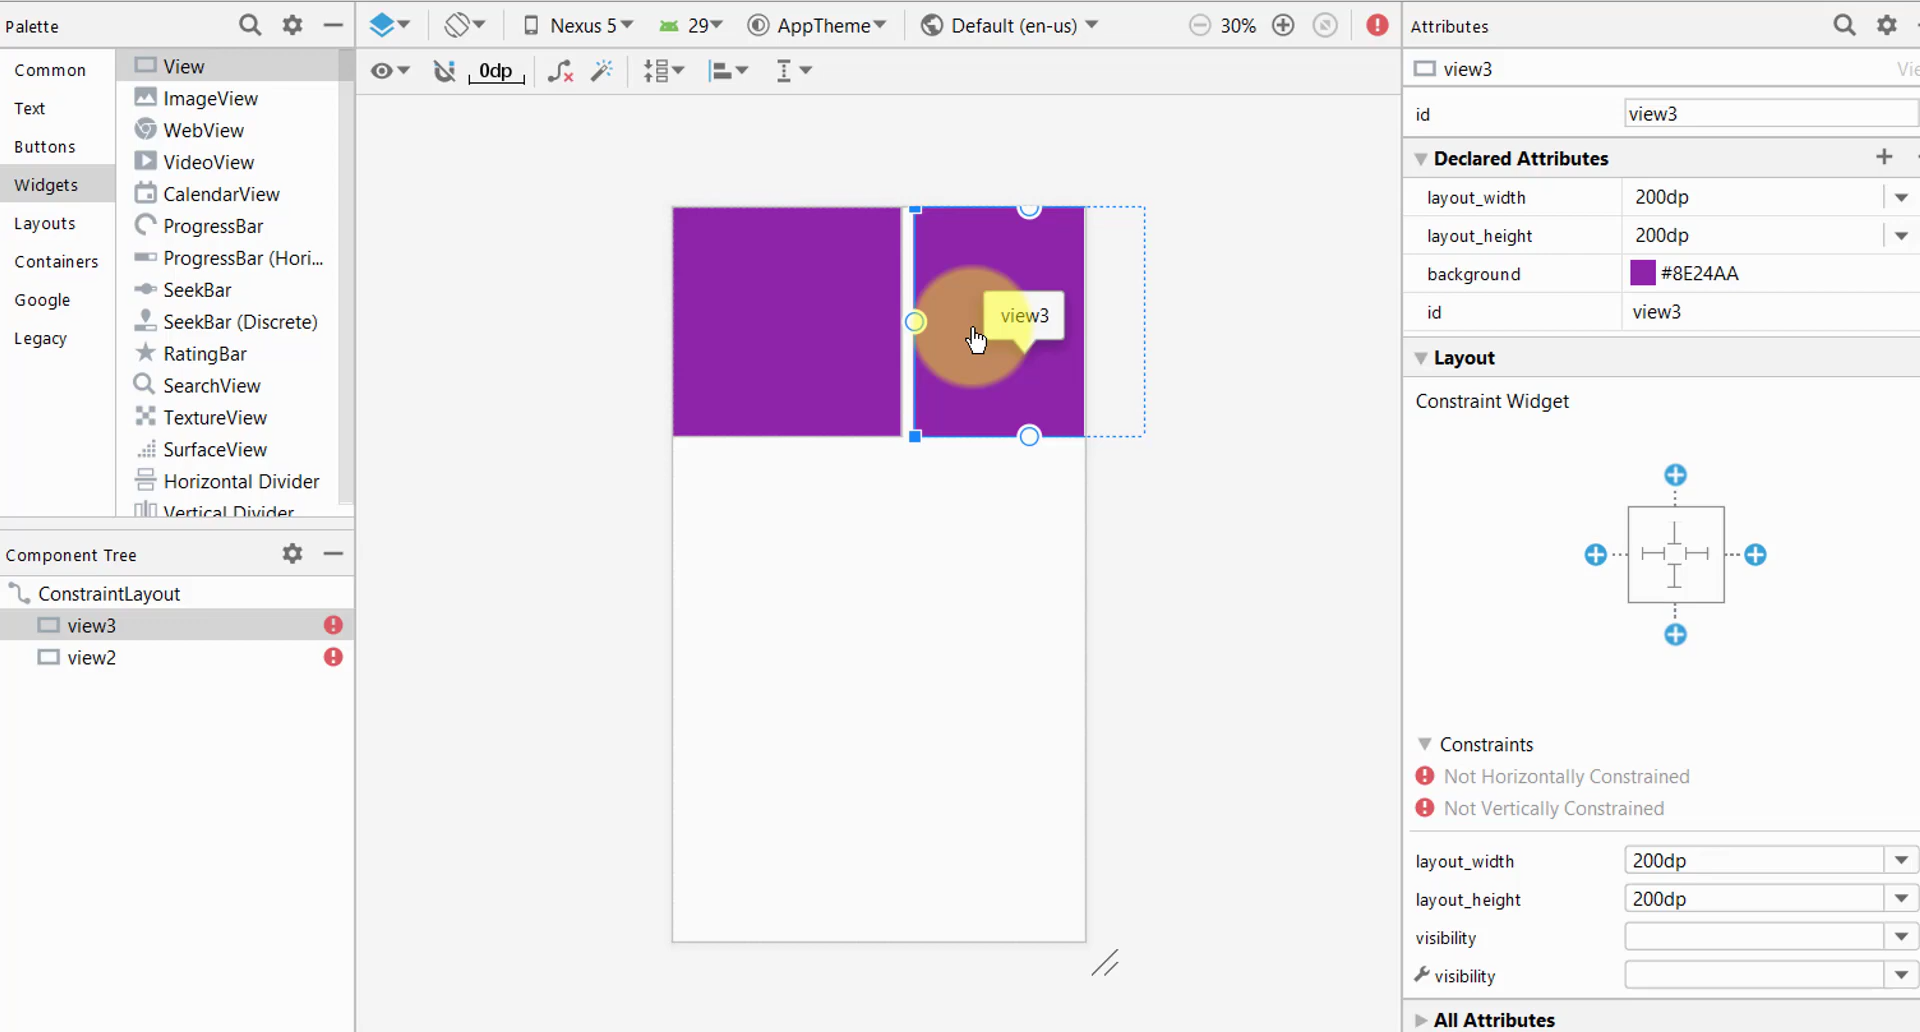 Palette
Nexus 5
29
AppTheme
Default (en-us)
30%
Attributes
0dp
Common
Text
Buttons
Widgets
Layouts
Containers
Google
Legacy
View
ImageView
WebView
VideoView
CalendarView
ProgressBar
ProgressBar (Hori...
SeekBar
SeekBar (Discrete)
RatingBar
SearchView
TextureView
SurfaceView
Horizontal Divider
Vertical Divider
Component Tree
ConstraintLayout
view3
view2
view3
view3
Vie
id view3
Declared Attributes
layout_width 200dp
layout_height 200dp
background #8E24AA
id view3
Layout
Constraint Widget
Constraints
Not Horizontally Constrained
Not Vertically Constrained
layout_width 200dp
layout_height 200dp
visibility
visibility
All Attributes